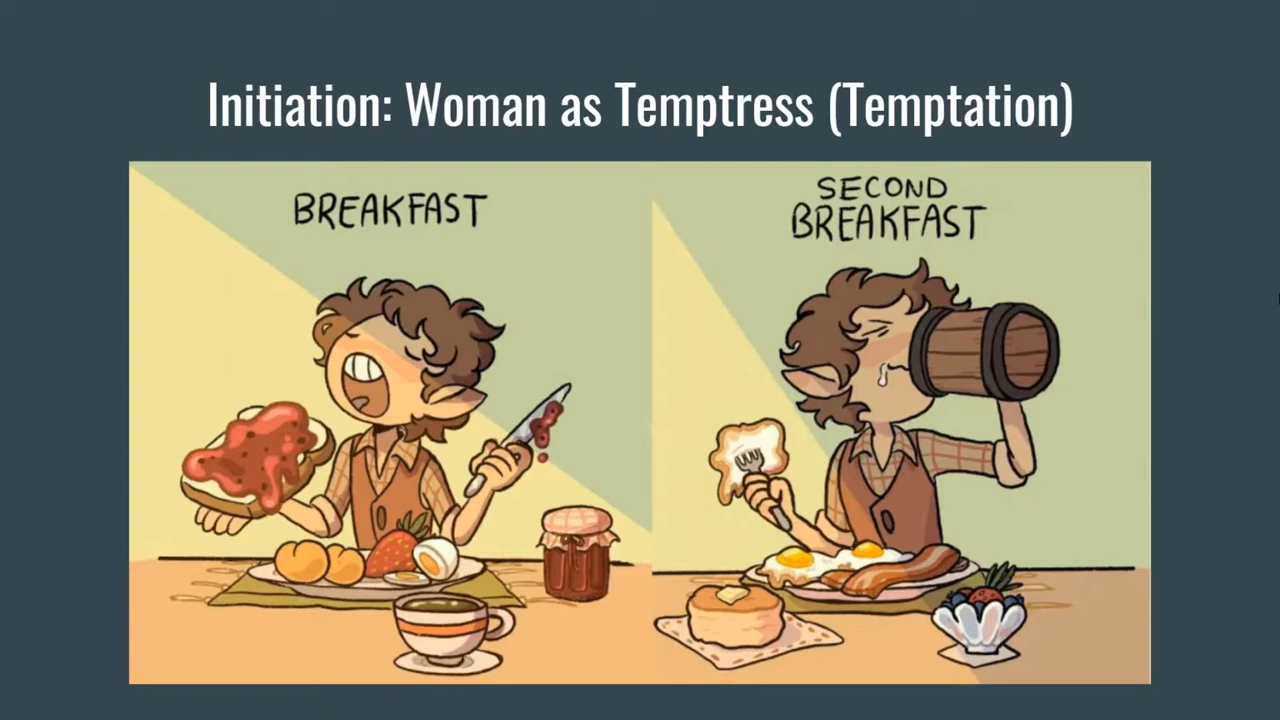 Initiation: Woman as Temptress (Temptation)
BREAKFAST
SECOND
BREAKFAST